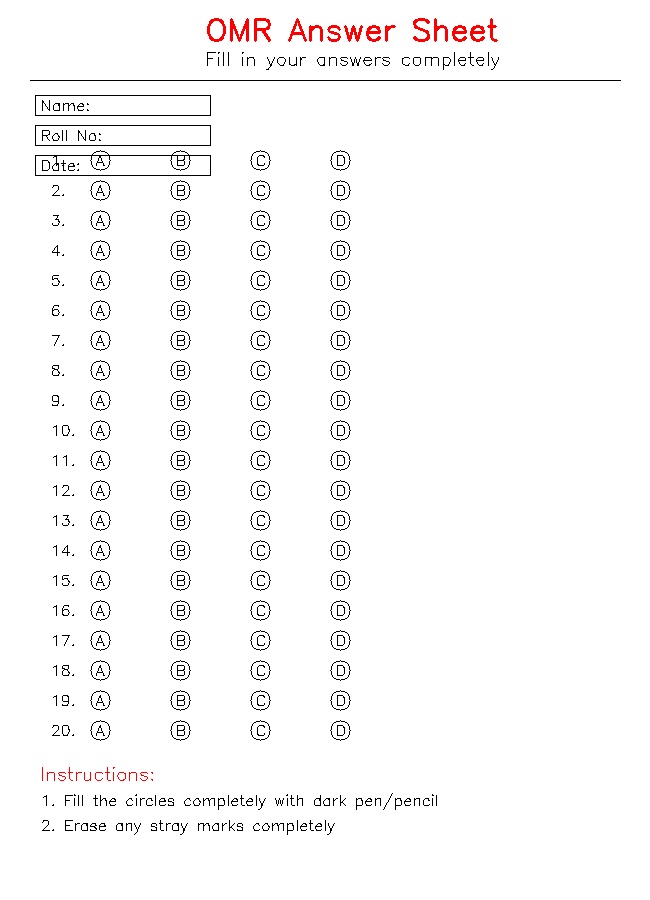 OMR Answer Sheet
Fill in your answers completely
Name:
Roll No:
Date:
1. A B C D
2. A B C D
3. A B C D
4. A B C D
5. A B C D
6. A B C D
7. A B C D
8. A B C D
9. A B C D
10. A B C D
11. A B C D
12. A B C D
13. A B C D
14. A B C D
15. A B C D
16. A B C D
17. A B C D
18. A B C D
19. A B C D
20. A B C D
Instructions:
1. Fill the circles completely with dark pen/pencil
2. Erase any stray marks completely